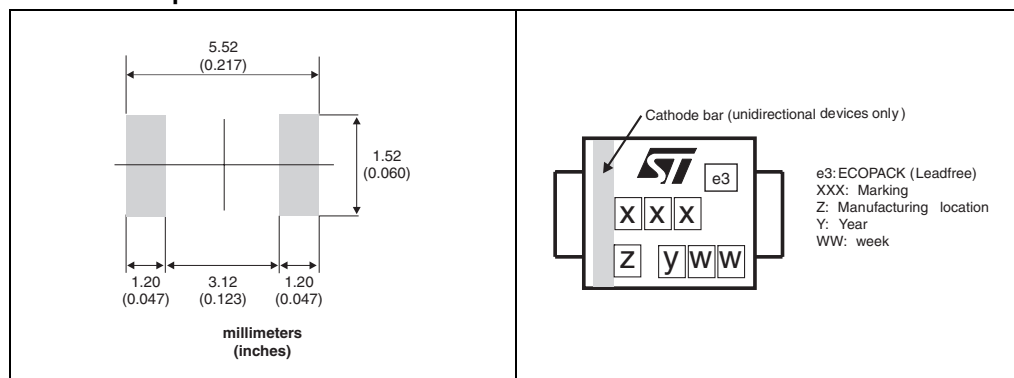 5.52
(0.217)
1.52
(0.060)
1.20
(0.047)
3.12
(0.123)
1.20
(0.047)
millimeters
(inches)
Cathode bar (unidirectional devices only)
ST
e3
x x x
z y w w
e3: ECOPACK (Leadfree)
XXX: Marking
Z: Manufacturing location
Y: Year
WW: week